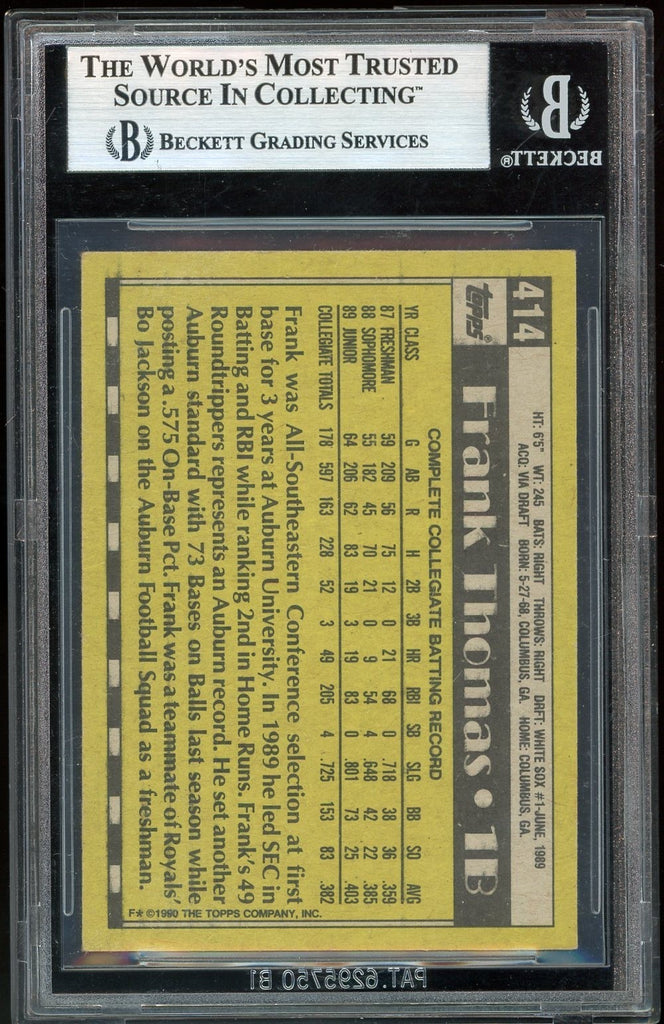 THE WORLD'S MOST TRUSTED
SOURCE IN COLLECTING™
B BECKETT GRADING SERVICES
B
BECKETT®
414
topps®
HT: 6'5" WT: 245 BATS: RIGHT THROWS: RIGHT DRFT: WHITE SOX #1-JUNE, 1989
ACQ: VIA DRAFT BORN: 5-27-68, COLUMBUS, GA. HOME: COLUMBUS, GA.
Frank Thomas • 1B
COMPLETE COLLEGIATE BATTING RECORD
YR CLASS G AB R H 2B 3B HR RBI SB SLG BB SO AVG
87 FRESHMAN 59 209 56 75 12 0 21 68 0 .718 38 36 .359
88 SOPHOMORE 55 182 45 70 21 0 9 54 4 .648 42 22 .385
89 JUNIOR 64 206 62 83 19 3 19 83 0 .801 73 25 .403
COLLEGIATE TOTALS 178 597 163 228 52 3 49 205 4 .725 153 83 .382
Frank was All-Southeastern Conference selection at first
base for 3 years at Auburn University. In 1989 he led SEC in
Batting and RBI while ranking 2nd in Home Runs. Frank's 49
Roundtrippers represents an Auburn record. He set another
Auburn standard with 73 Bases on Balls last season while
posting a .575 On-Base Pct. Frank was a teammate of Royals'
Bo Jackson on the Auburn Football Squad as a freshman.
F* ©1990 THE TOPPS COMPANY, INC.
PAT. 6295750 B1